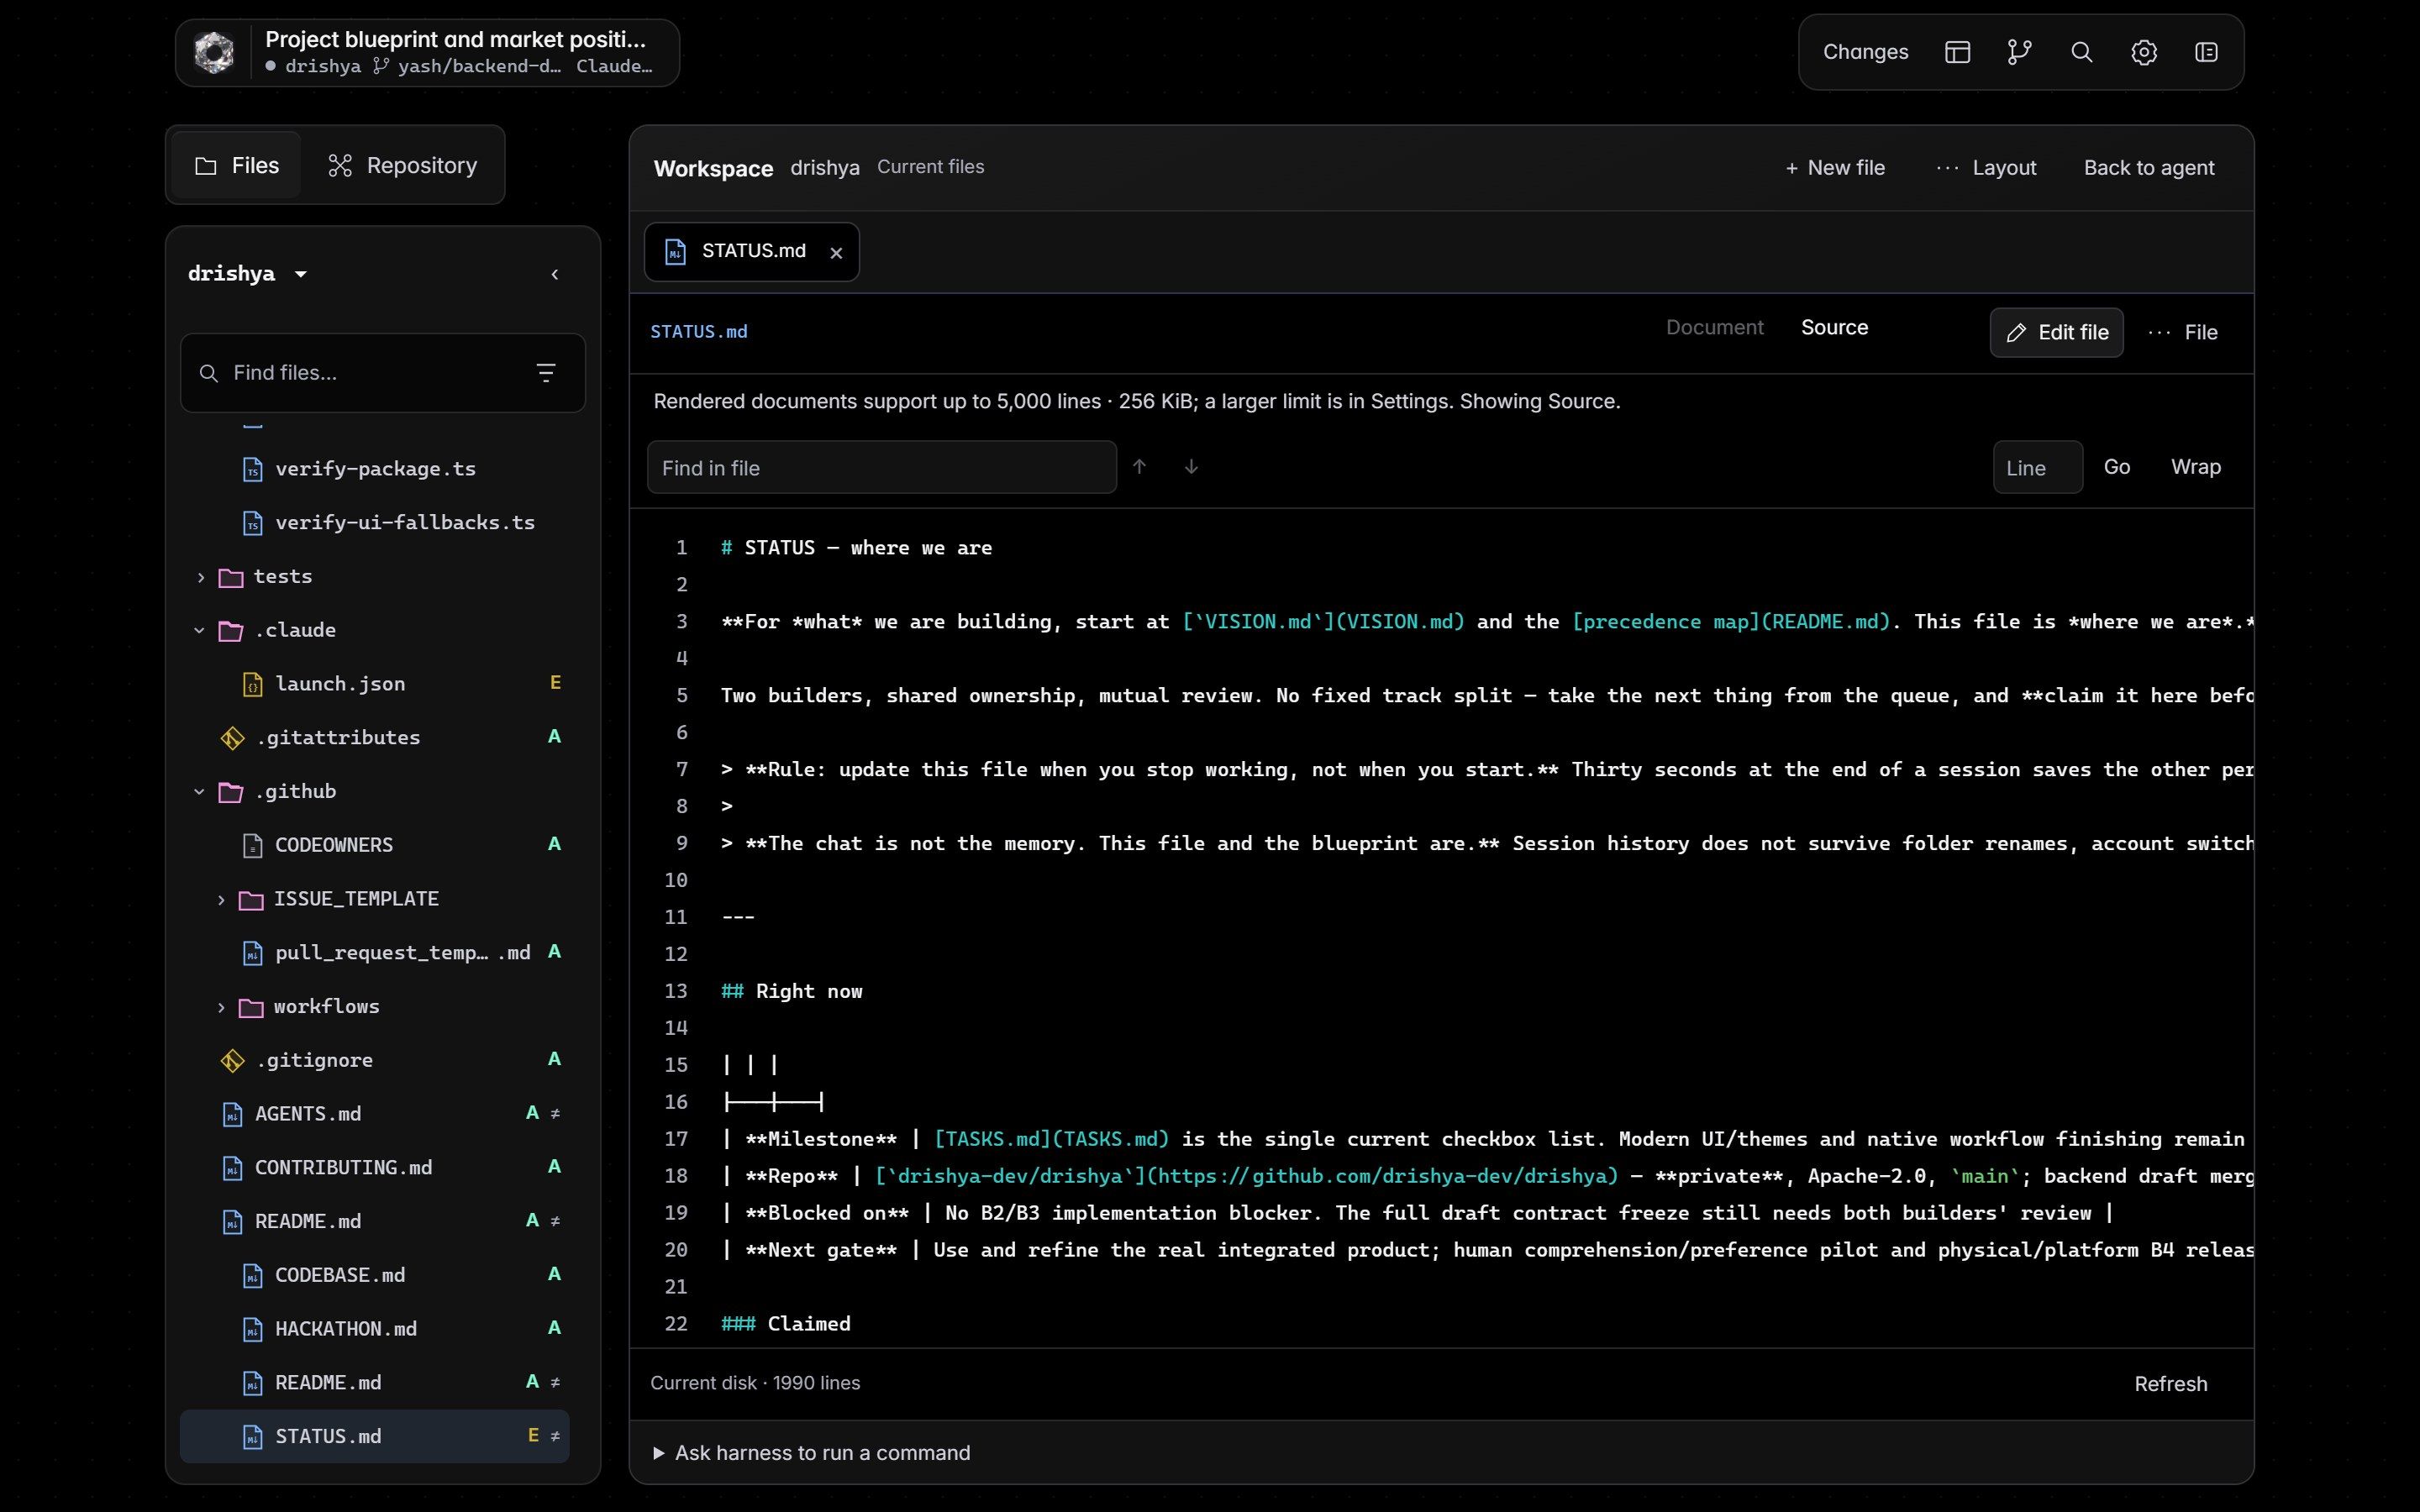 Project blueprint and market positi...
drishya yash/backend-d… Claude…
Changes
Files
Repository
drishya
Find files...
verify-package.ts
verify-ui-fallbacks.ts
tests
.claude
launch.json E
.gitattributes A
.github
CODEOWNERS A
ISSUE_TEMPLATE
pull_request_temp… .md A
workflows
.gitignore A
AGENTS.md A ≠
CONTRIBUTING.md A
README.md A ≠
CODEBASE.md A
HACKATHON.md A
README.md A ≠
STATUS.md E ≠
Workspace drishya Current files
+ New file
··· Layout
Back to agent
STATUS.md ×
STATUS.md
Document
Source
Edit file
··· File
Rendered documents support up to 5,000 lines · 256 KiB; a larger limit is in Settings. Showing Source.
Find in file ↑ ↓
Line Go Wrap
1 # STATUS — where we are
2
3 **For *what* we are building, start at [`VISION.md`](VISION.md) and the [precedence map](README.md). This file is *where we are*.*
4
5 Two builders, shared ownership, mutual review. No fixed track split — take the next thing from the queue, and **claim it here befo
6
7 > **Rule: update this file when you stop working, not when you start.** Thirty seconds at the end of a session saves the other per
8 >
9 > **The chat is not the memory. This file and the blueprint are.** Session history does not survive folder renames, account switch
10
11 ---
12
13 ## Right now
14
15 | | |
16 |---|---|
17 | **Milestone** | [TASKS.md](TASKS.md) is the single current checkbox list. Modern UI/themes and native workflow finishing remain
18 | **Repo** | [`drishya-dev/drishya`](https://github.com/drishya-dev/drishya) — **private**, Apache-2.0, `main`; backend draft merg
19 | **Blocked on** | No B2/B3 implementation blocker. The full draft contract freeze still needs both builders' review |
20 | **Next gate** | Use and refine the real integrated product; human comprehension/preference pilot and physical/platform B4 releas
21
22 ### Claimed
Current disk · 1990 lines
Refresh
Ask harness to run a command